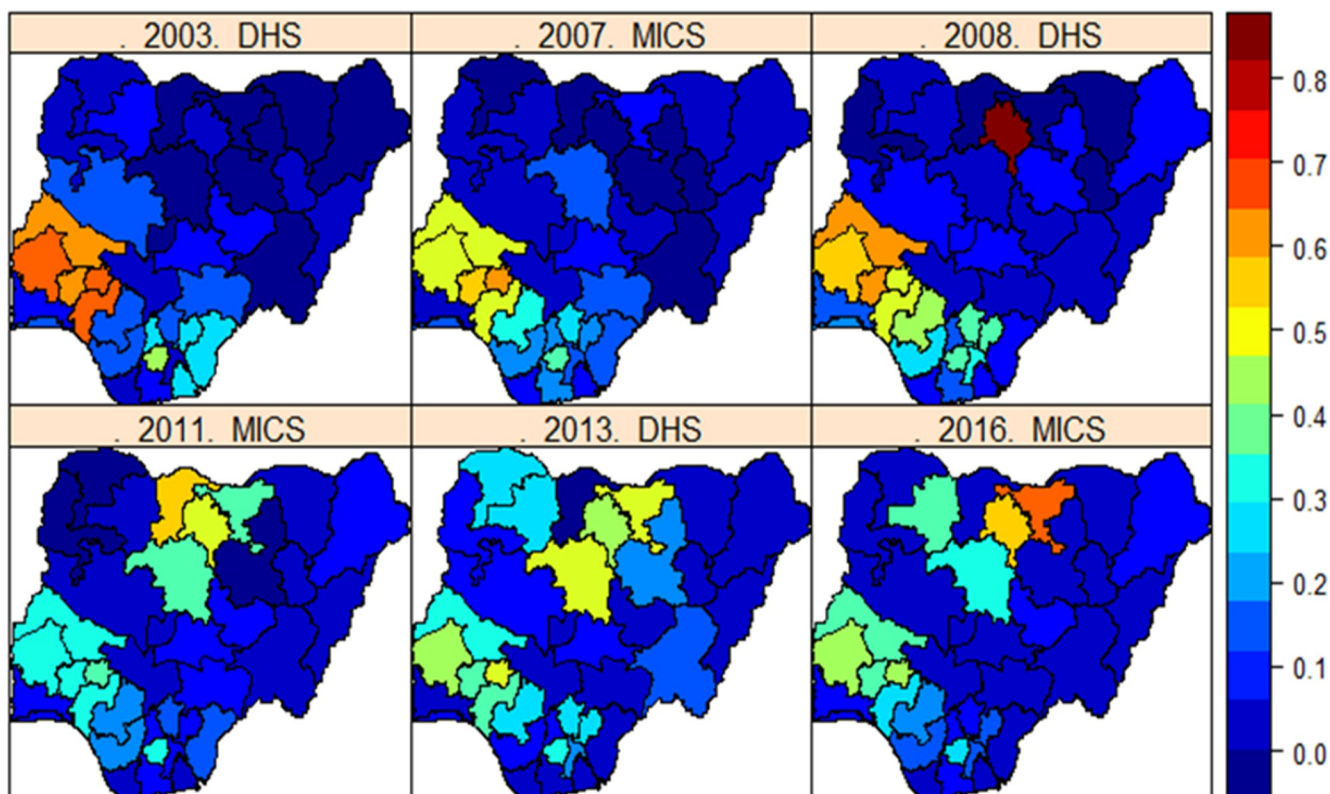 . 2003. DHS
. 2007. MICS
. 2008. DHS
. 2011. MICS
. 2013. DHS
. 2016. MICS
0.8
0.7
0.6
0.5
0.4
0.3
0.2
0.1
0.0